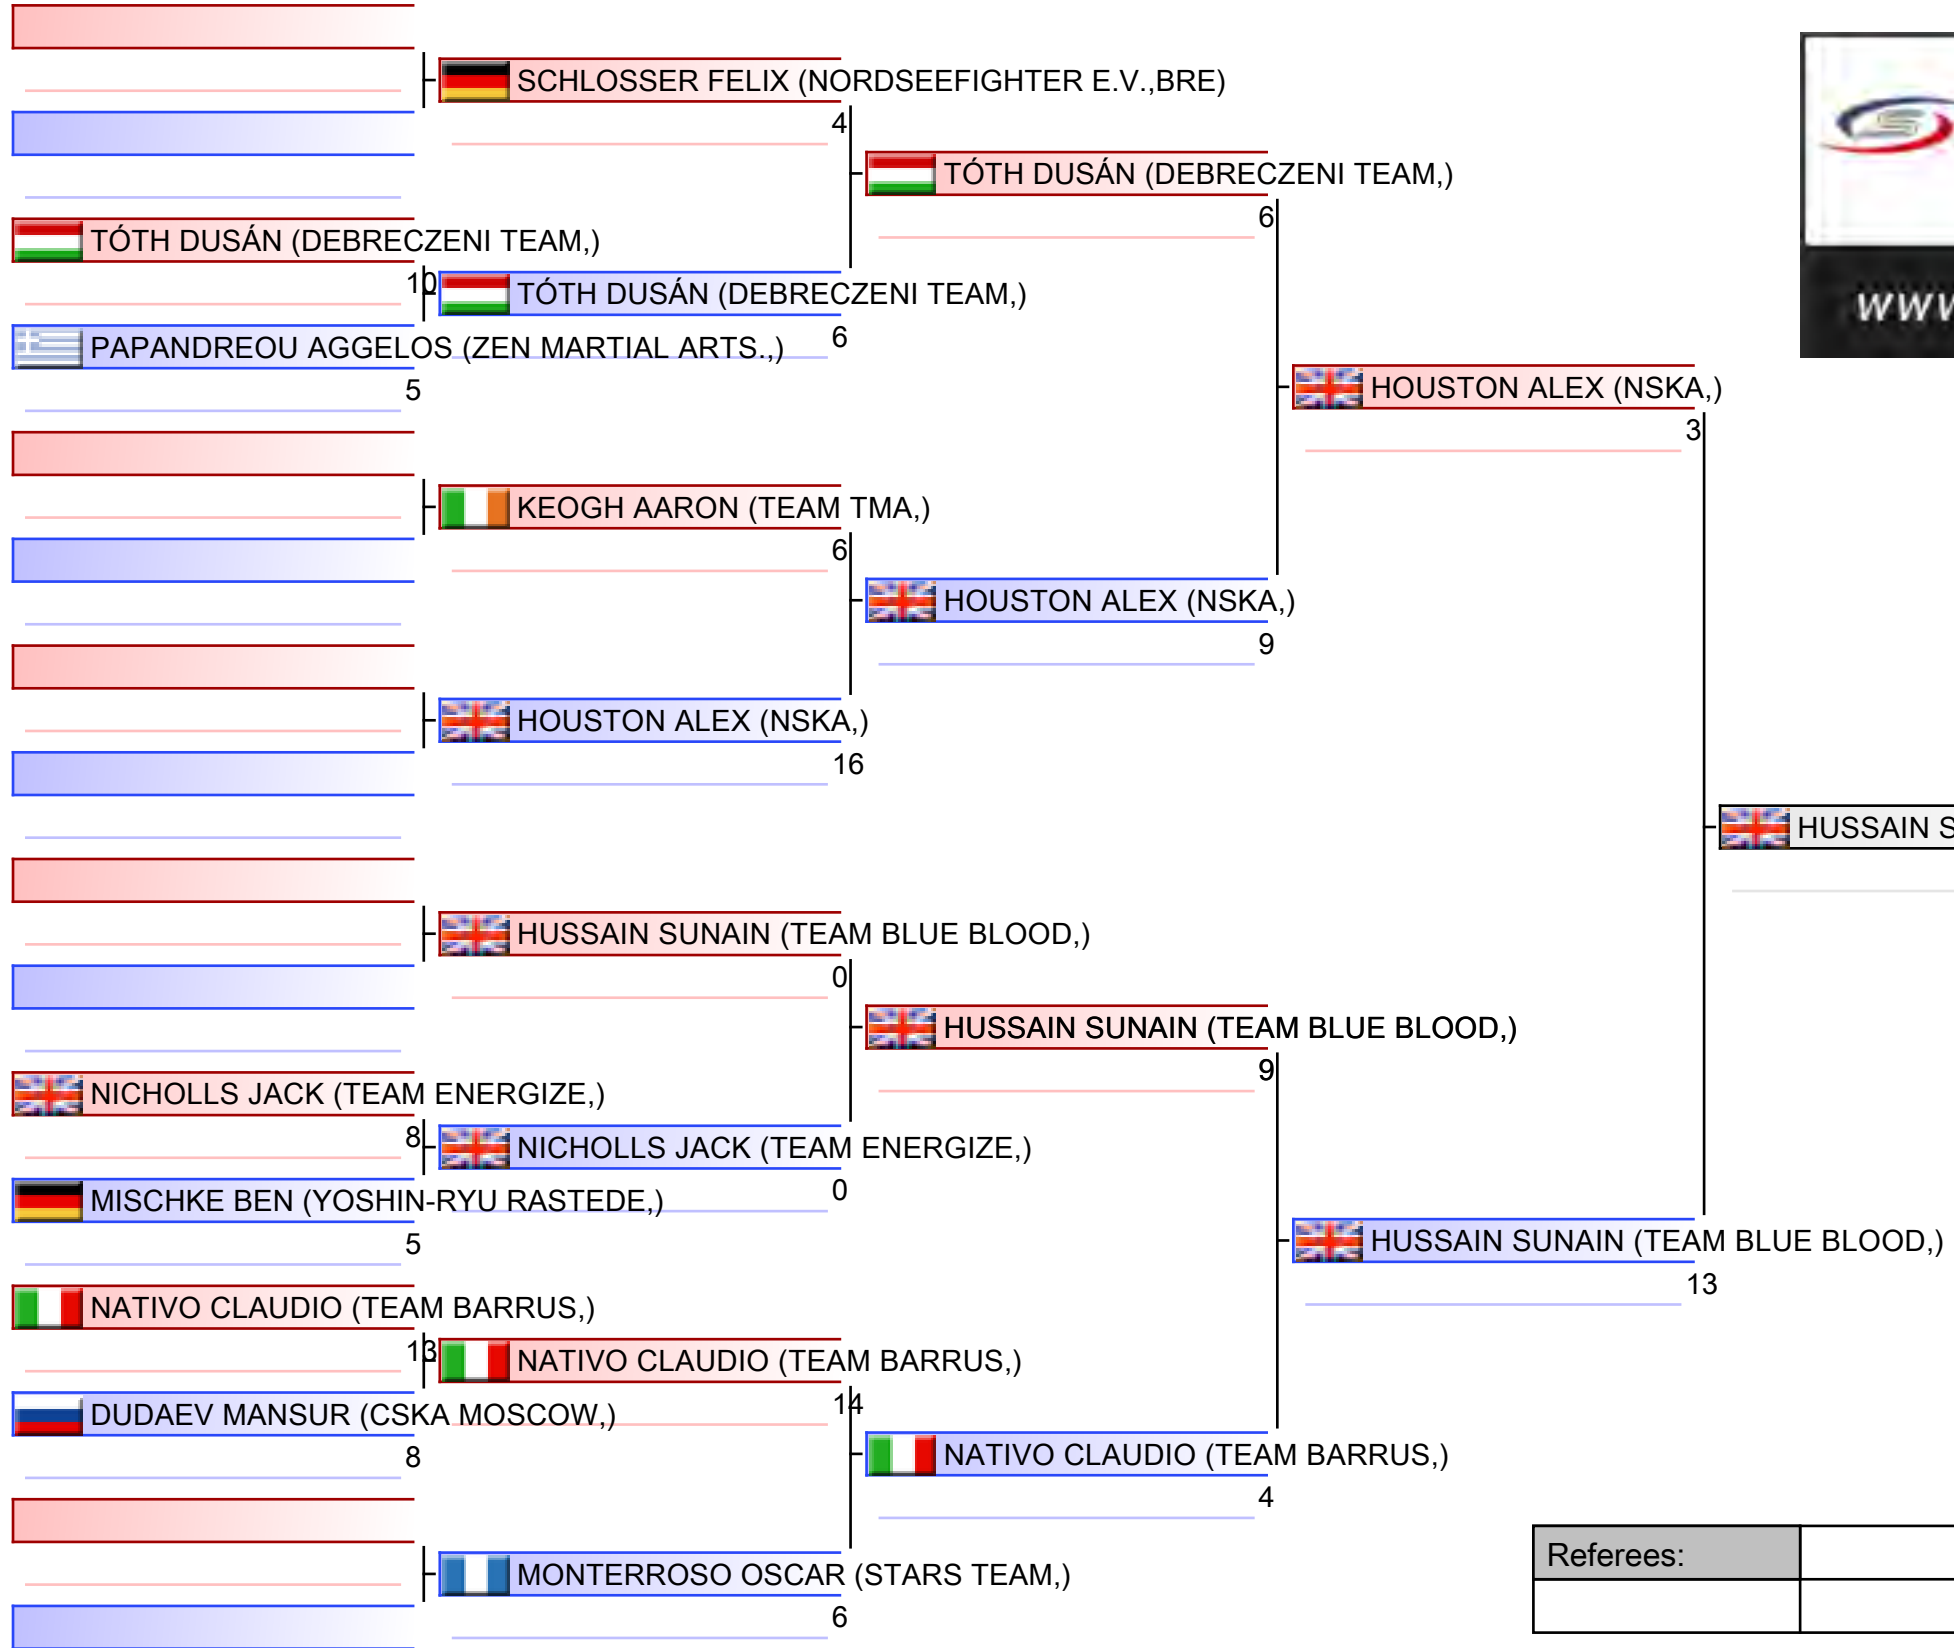 SCHLOSSER FELIX (NORDSEEFIGHTER E.V.,BRE)
4
TÓTH DUSÁN (DEBRECZENI TEAM,)
6
TÓTH DUSÁN (DEBRECZENI TEAM,)
10
TÓTH DUSÁN (DEBRECZENI TEAM,)
6
PAPANDREOU AGGELOS (ZEN MARTIAL ARTS.,)
5
www
HOUSTON ALEX (NSKA,)
3
KEOGH AARON (TEAM TMA,)
6
HOUSTON ALEX (NSKA,)
9
HOUSTON ALEX (NSKA,)
16
HUSSAIN S
HUSSAIN SUNAIN (TEAM BLUE BLOOD,)
0
HUSSAIN SUNAIN (TEAM BLUE BLOOD,)
9
NICHOLLS JACK (TEAM ENERGIZE,)
8
NICHOLLS JACK (TEAM ENERGIZE,)
0
MISCHKE BEN (YOSHIN-RYU RASTEDE,)
5
HUSSAIN SUNAIN (TEAM BLUE BLOOD,)
13
NATIVO CLAUDIO (TEAM BARRUS,)
13
NATIVO CLAUDIO (TEAM BARRUS,)
14
DUDAEV MANSUR (CSKA MOSCOW,)
8
NATIVO CLAUDIO (TEAM BARRUS,)
4
MONTERROSO OSCAR (STARS TEAM,)
6
Referees: